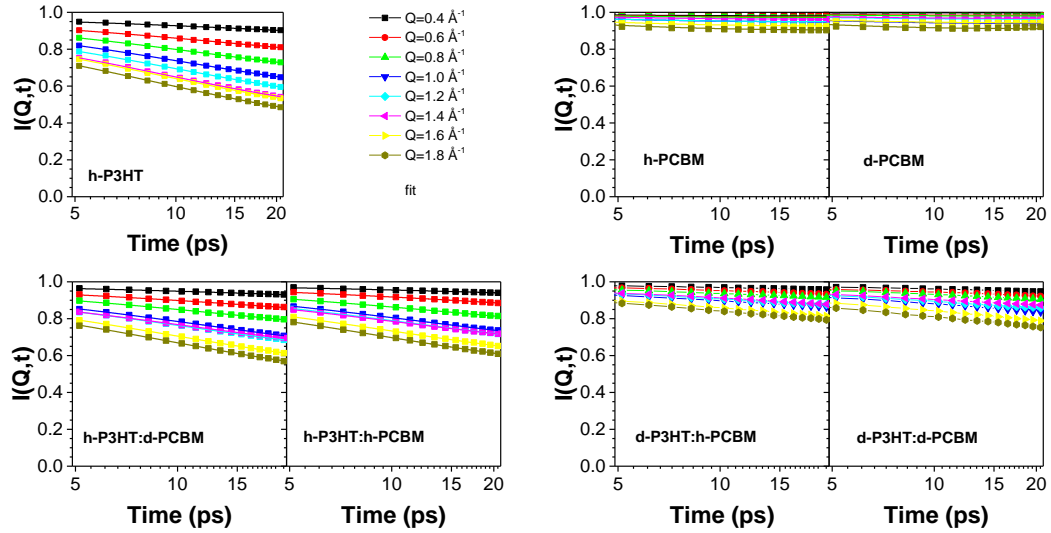 1.0
0.8
0.6
0.4
0.2
0.0
I(Q,t)
h-P3HT
5
10
15
20
Time (ps)
Q=0.4 Å-1
Q=0.6 Å-1
Q=0.8 Å-1
Q=1.0 Å-1
Q=1.2 Å-1
Q=1.4 Å-1
Q=1.6 Å-1
Q=1.8 Å-1
fit
1.0
0.8
0.6
0.4
0.2
0.0
I(Q,t)
h-PCBM
d-PCBM
5
10
15
5
10
15
20
Time (ps)
Time (ps)
1.0
0.8
0.6
0.4
0.2
0.0
I(Q,t)
h-P3HT:d-PCBM
h-P3HT:h-PCBM
5
10
15
5
10
15
20
Time (ps)
Time (ps)
1.0
0.8
0.6
0.4
0.2
0.0
I(Q,t)
d-P3HT:h-PCBM
d-P3HT:d-PCBM
5
10
15
5
10
15
20
Time (ps)
Time (ps)